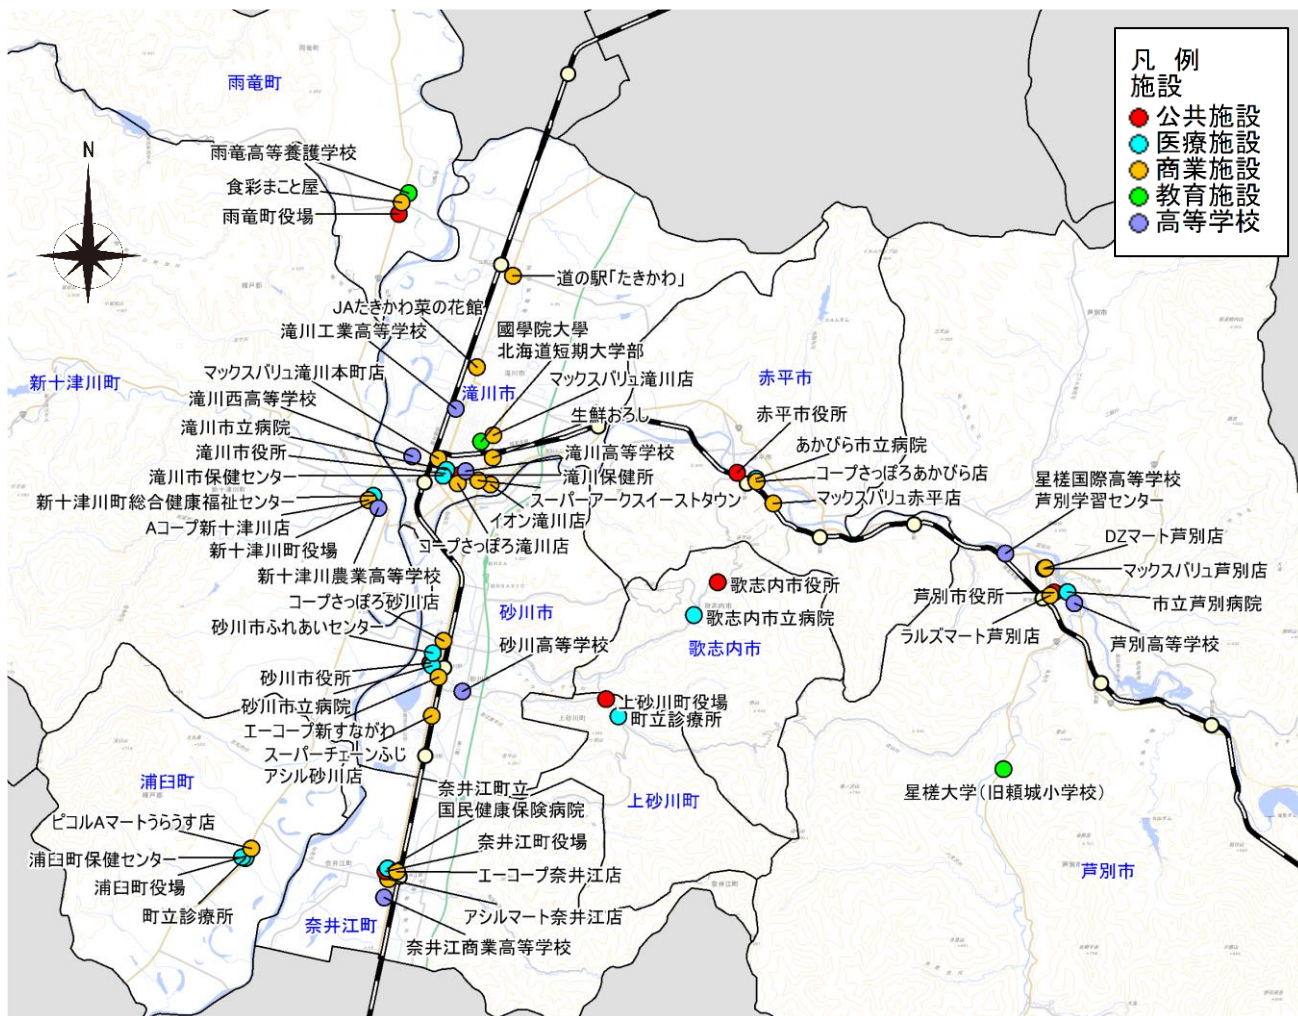 凡 例
施設
公共施設
医療施設
商業施設
教育施設
高等学校
N
雨竜町
雨竜高等養護学校
食彩まこと屋
雨竜町役場
道の駅「たきかわ」
JAたきかわ菜の花館
滝川工業高等学校
國學院大學
北海道短期大学部
マックスバリュ滝川本町店
マックスバリュ滝川店
新十津川町
滝川市
赤平市
滝川西高等学校
生鮮おろし
赤平市役所
滝川市立病院
滝川市役所
滝川高等学校
あかびら市立病院
滝川市保健センター
滝川保健所
コープさっぽろあかびら店
星槎国際高等学校
芦別学習センター
新十津川町総合健康福祉センター
スーパーアークスイーストタウン
マックスバリュ赤平店
Aコープ新十津川店
イオン滝川店
DZマート芦別店
新十津川町役場
コープさっぽろ滝川店
マックスバリュ芦別店
新十津川農業高等学校
歌志内市役所
芦別市役所
市立芦別病院
コープさっぽろ砂川店
砂川市
歌志内市立病院
ラルズマート芦別店
芦別高等学校
砂川市ふれあいセンター
砂川高等学校
歌志内市
砂川市役所
砂川市立病院
上砂川町役場
町立診療所
エーコープ新すながわ
スーパーチェーンふじ
アシル砂川店
浦臼町
奈井江町立
国民健康保険病院
上砂川町
星槎大学(旧頼城小学校)
ピコルAマートうらうす店
奈井江町役場
浦臼町保健センター
エーコープ奈井江店
芦別市
浦臼町役場
町立診療所
アシルマート奈井江店
奈井江町
奈井江商業高等学校